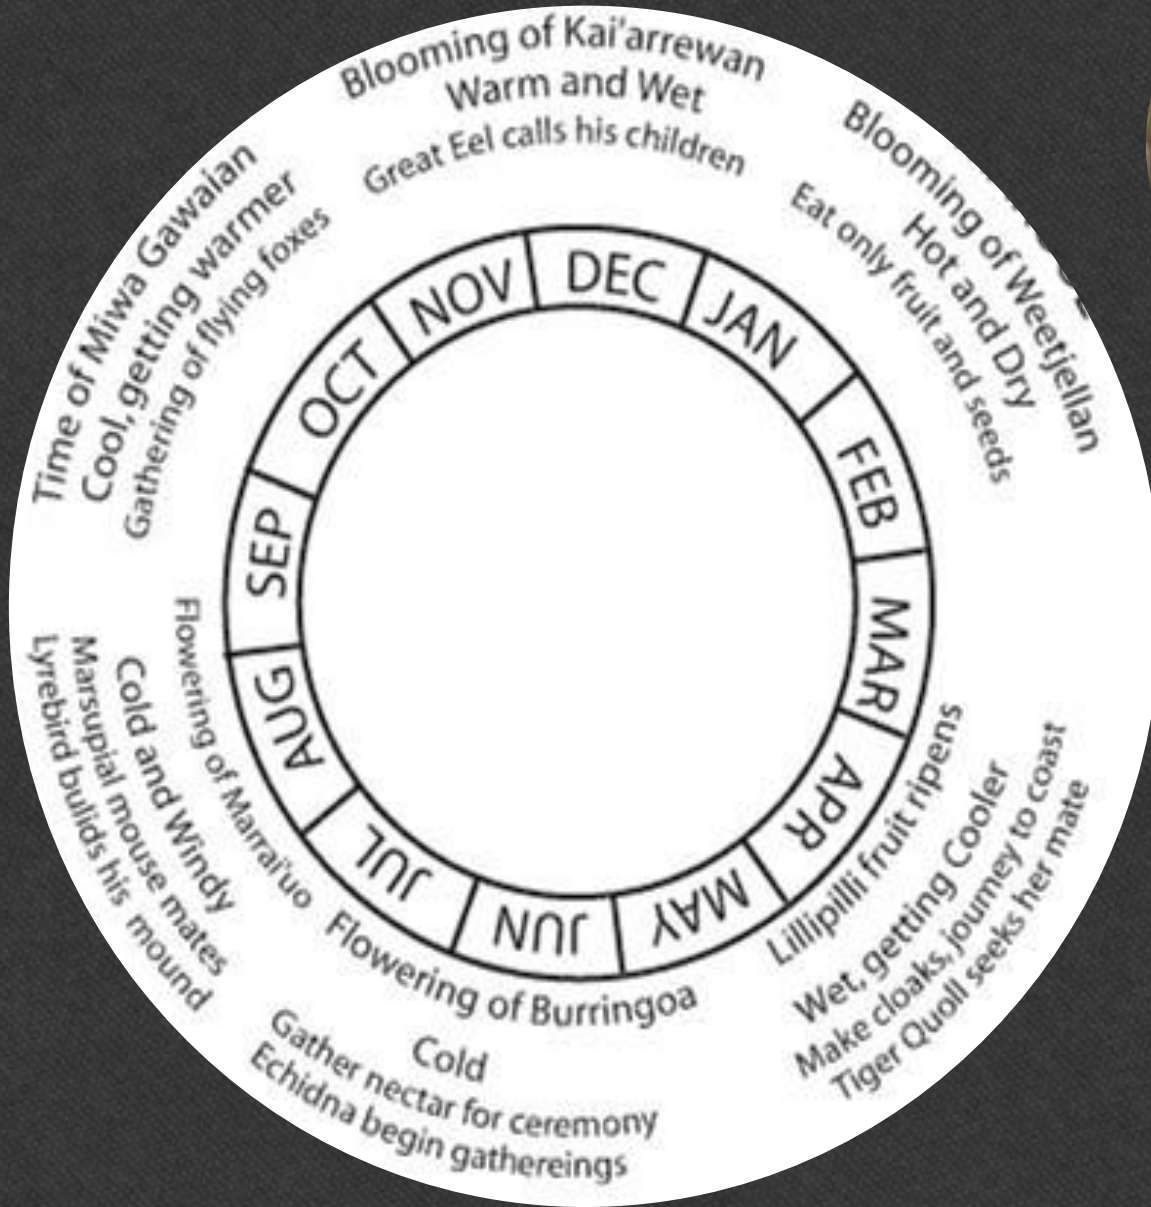 Blooming of Kai'arrewan
Warm and Wet
Great Eel calls his children
Blooming of Weetjellan
Hot and Dry
Eat only fruit and seeds
Lillipilli fruit ripens
Wet, getting Cooler
Make cloaks, journey to coast
Tiger Quoll seeks her mate
Flowering of Burringoa
Cold
Gather nectar for ceremony
Echidna begin gathereings
Flowering of Marrai'uo
Cold and Windy
Marsupial mouse mates
Lyrebird bulids his mound
Time of Miwa Gawaian
Cool, getting warmer
Gathering of flying foxes
DEC
JAN
FEB
MAR
APR
MAY
JUN
JUL
AUG
SEP
OCT
NOV